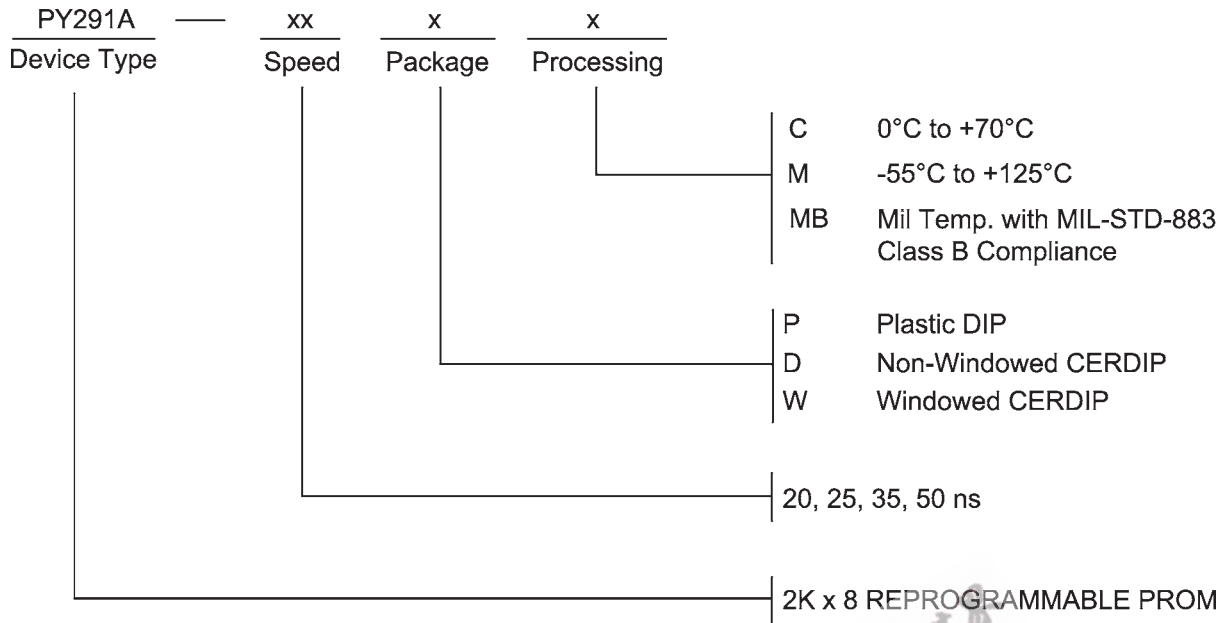 PY291A — xx x x
Device Type Speed Package Processing
C 0°C to +70°C
M -55°C to +125°C
MB Mil Temp. with MIL-STD-883
Class B Compliance
P Plastic DIP
D Non-Windowed CERDIP
W Windowed CERDIP
20, 25, 35, 50 ns
2K x 8 REPROGRAMMABLE PROM